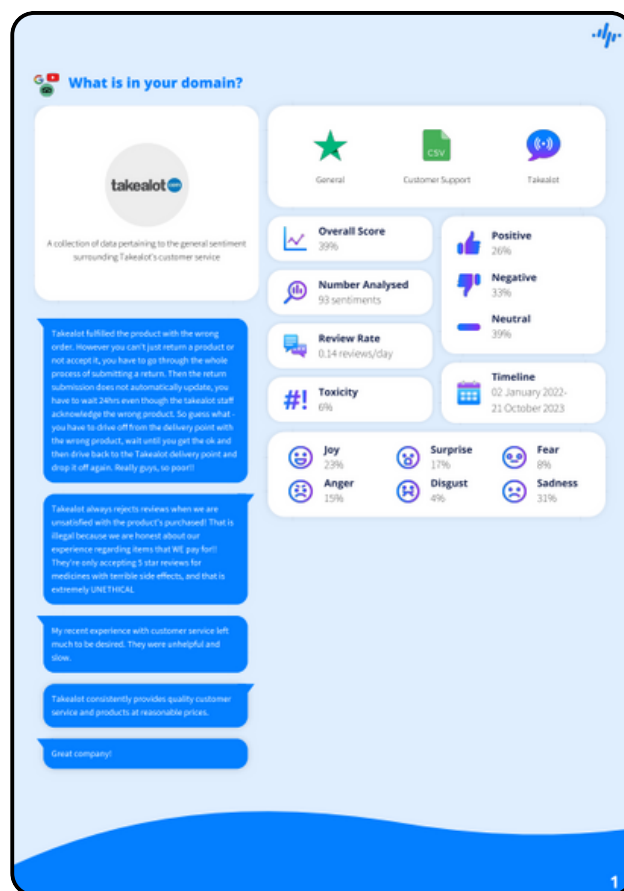 What is in your domain?
takealot
.com
A collection of data pertaining to the general sentiment
surrounding Takealot's customer service
CSV
General
Customer Support
Takealot
Overall Score
39%
Number Analysed
93 sentiments
Review Rate
0.14 reviews/day
#!
Toxicity
6%
Positive
26%
Negative
33%
Neutral
39%
Timeline
02 January 2022-
21 October 2023
Joy
23%
Surprise
17%
Fear
8%
Anger
15%
Disgust
4%
Sadness
31%
Takealot fulfilled the product with the wrong
order. However you can't just return a product or
not accept it, you have to go through the whole
process of submitting a return. Then the return
submission does not automatically update, you
have to wait 24hrs even though the takealot staff
acknowledge the wrong product. So guess what -
you have to drive off from the delivery point with
the wrong product, wait until you get the ok and
then drive back to the Takealot delivery point and
drop it off again. Really guys, so poor!!
Takealot always rejects reviews when we are
unsatisfied with the product's purchased! That is
illegal because we are honest about our
experience regarding items that WE pay for!!
They're only accepting 5 star reviews for
medicines with terrible side effects, and that is
extremely UNETHICAL
My recent experience with customer service left
much to be desired. They were unhelpful and
slow.
Takealot consistently provides quality customer
service and products at reasonable prices.
Great company!
1